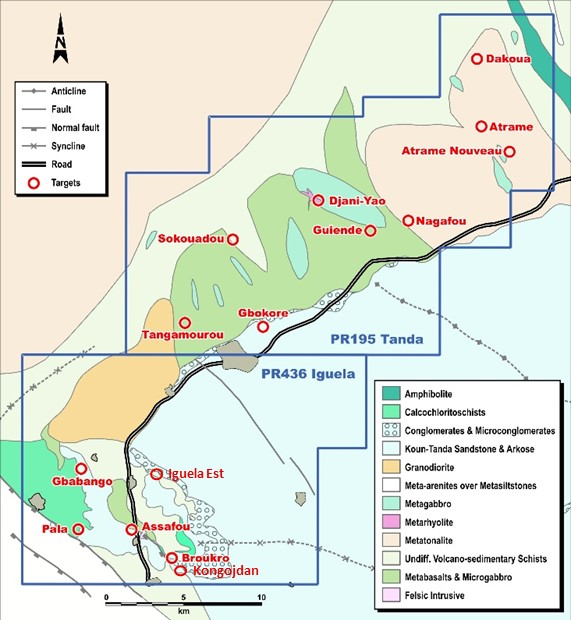 N
Anticline
Fault
Normal fault
Syncline
Road
Targets
Dakoua
Atrame
Atrame Nouveau
Djani-Yao
Nagafou
Guiende
Sokouadou
Gbokore
Tangamourou
PR195 Tanda
PR436 Iguela
Gbabango
Iguela Est
Pala
Assafou
Broukro
Kongojdan
0 5 10
km
Amphibolite
Calcochloritoschists
Conglomerates & Microconglomerates
Koun-Tanda Sandstone & Arkose
Granodiorite
Meta-arenites over Metasiltones
Metagabbro
Metarhyolite
Metatonalite
Undiff. Volcano-sedimentary Schists
Metabasalts & Microgabbro
Felsic Intrusive